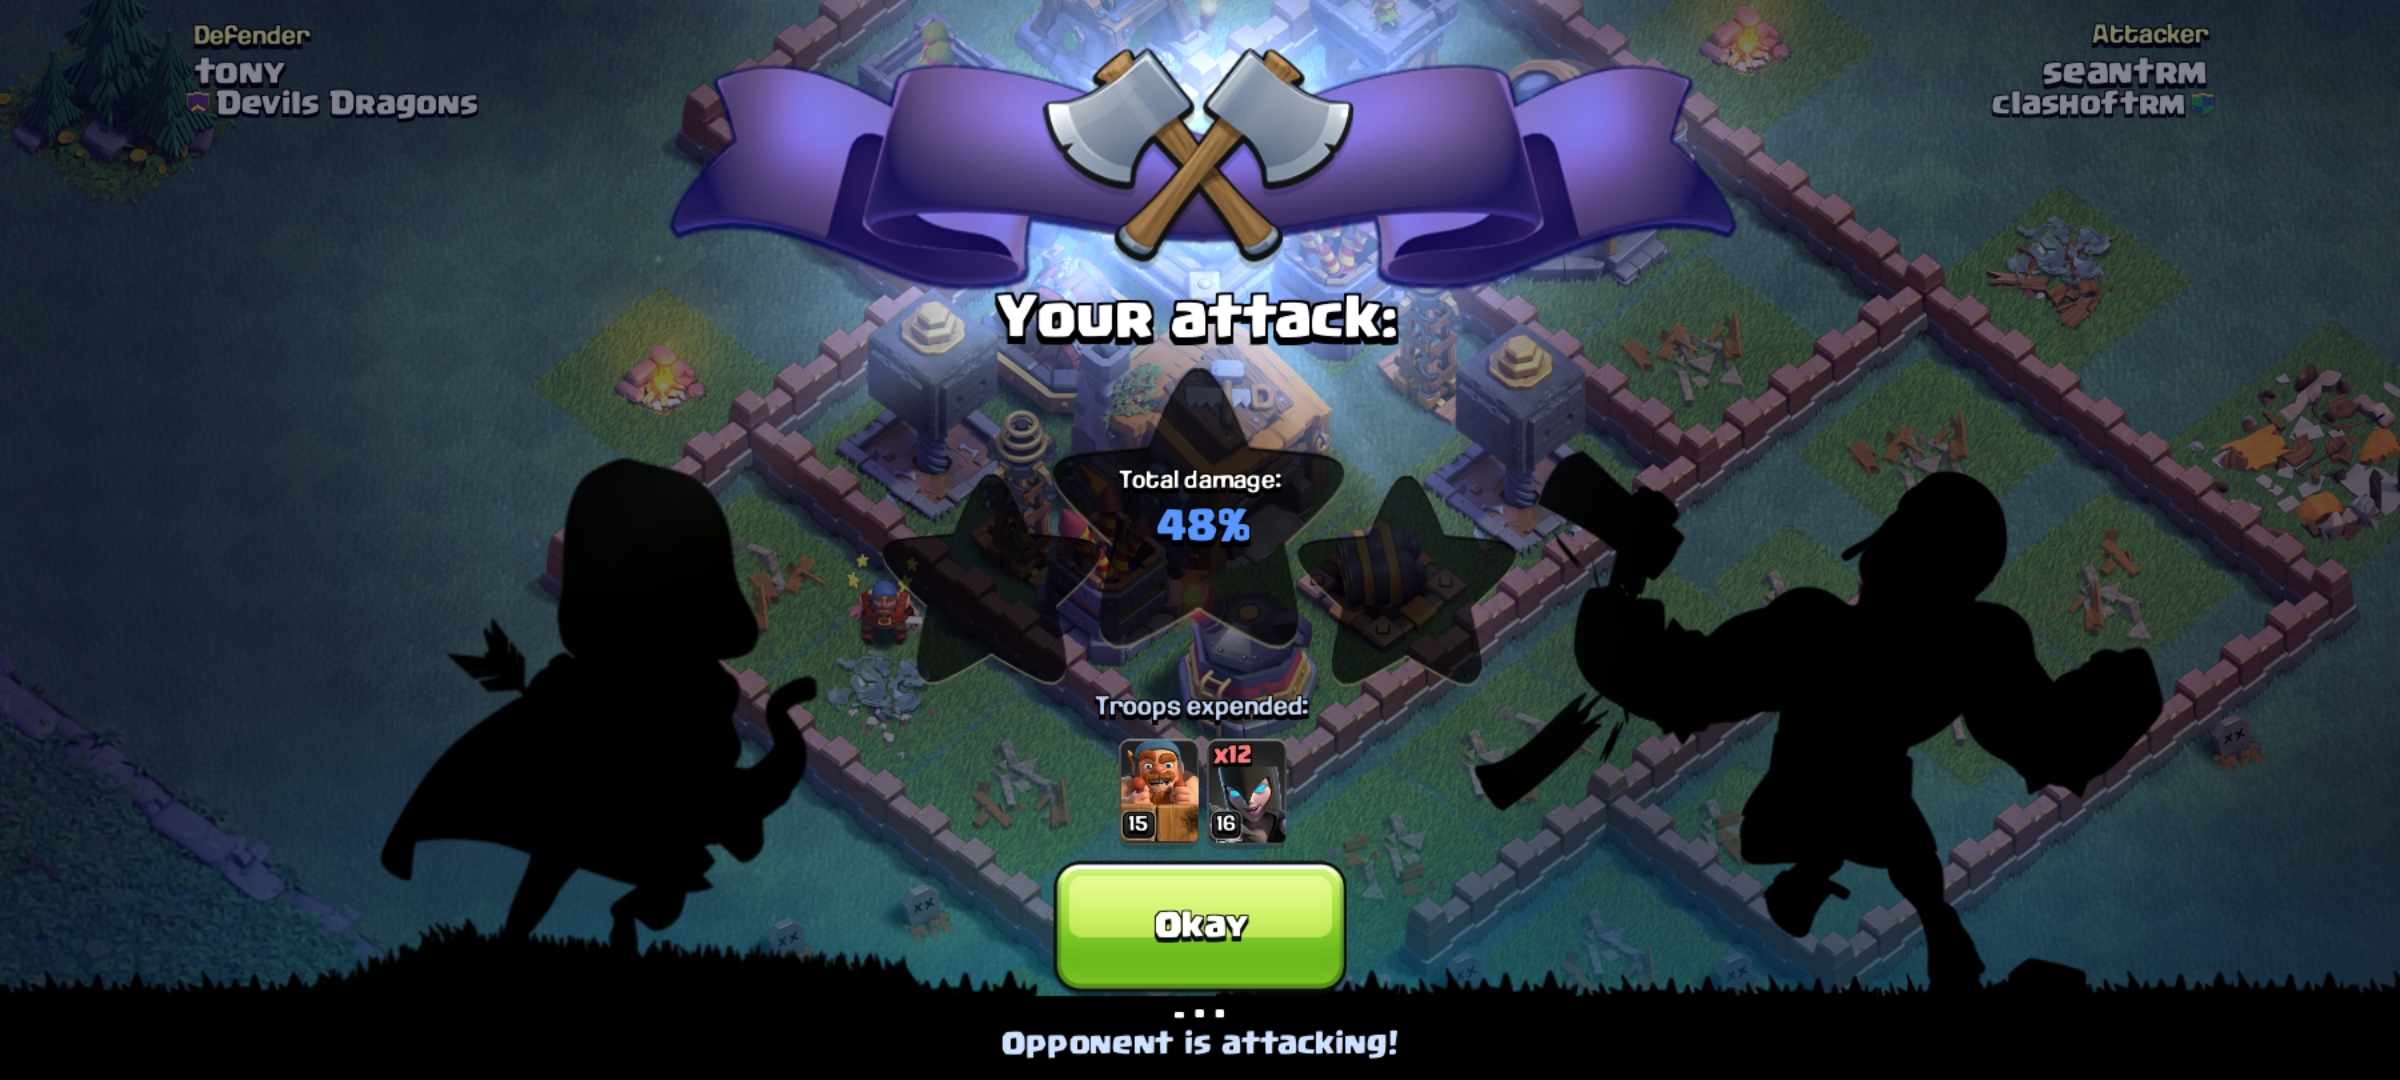 Defender
tony
Devils Dragons
Attacker
seantrm
clashoftrm
Your attack:
Total damage:
48%
Troops expended:
x12
15
16
Okay
...
Opponent is attacking!